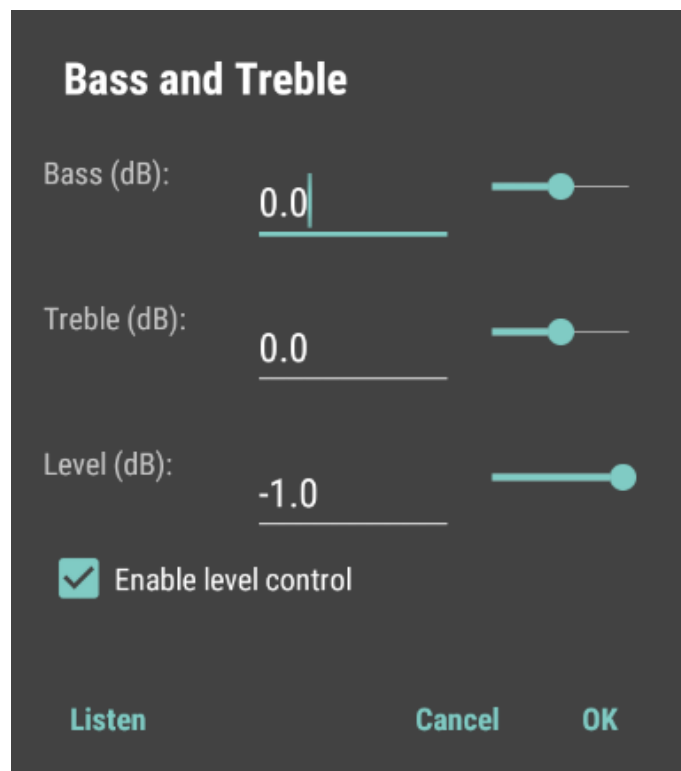 Bass and Treble
Bass (dB):
0.0
Treble (dB):
0.0
Level (dB):
-1.0
Enable level control
Listen Cancel OK